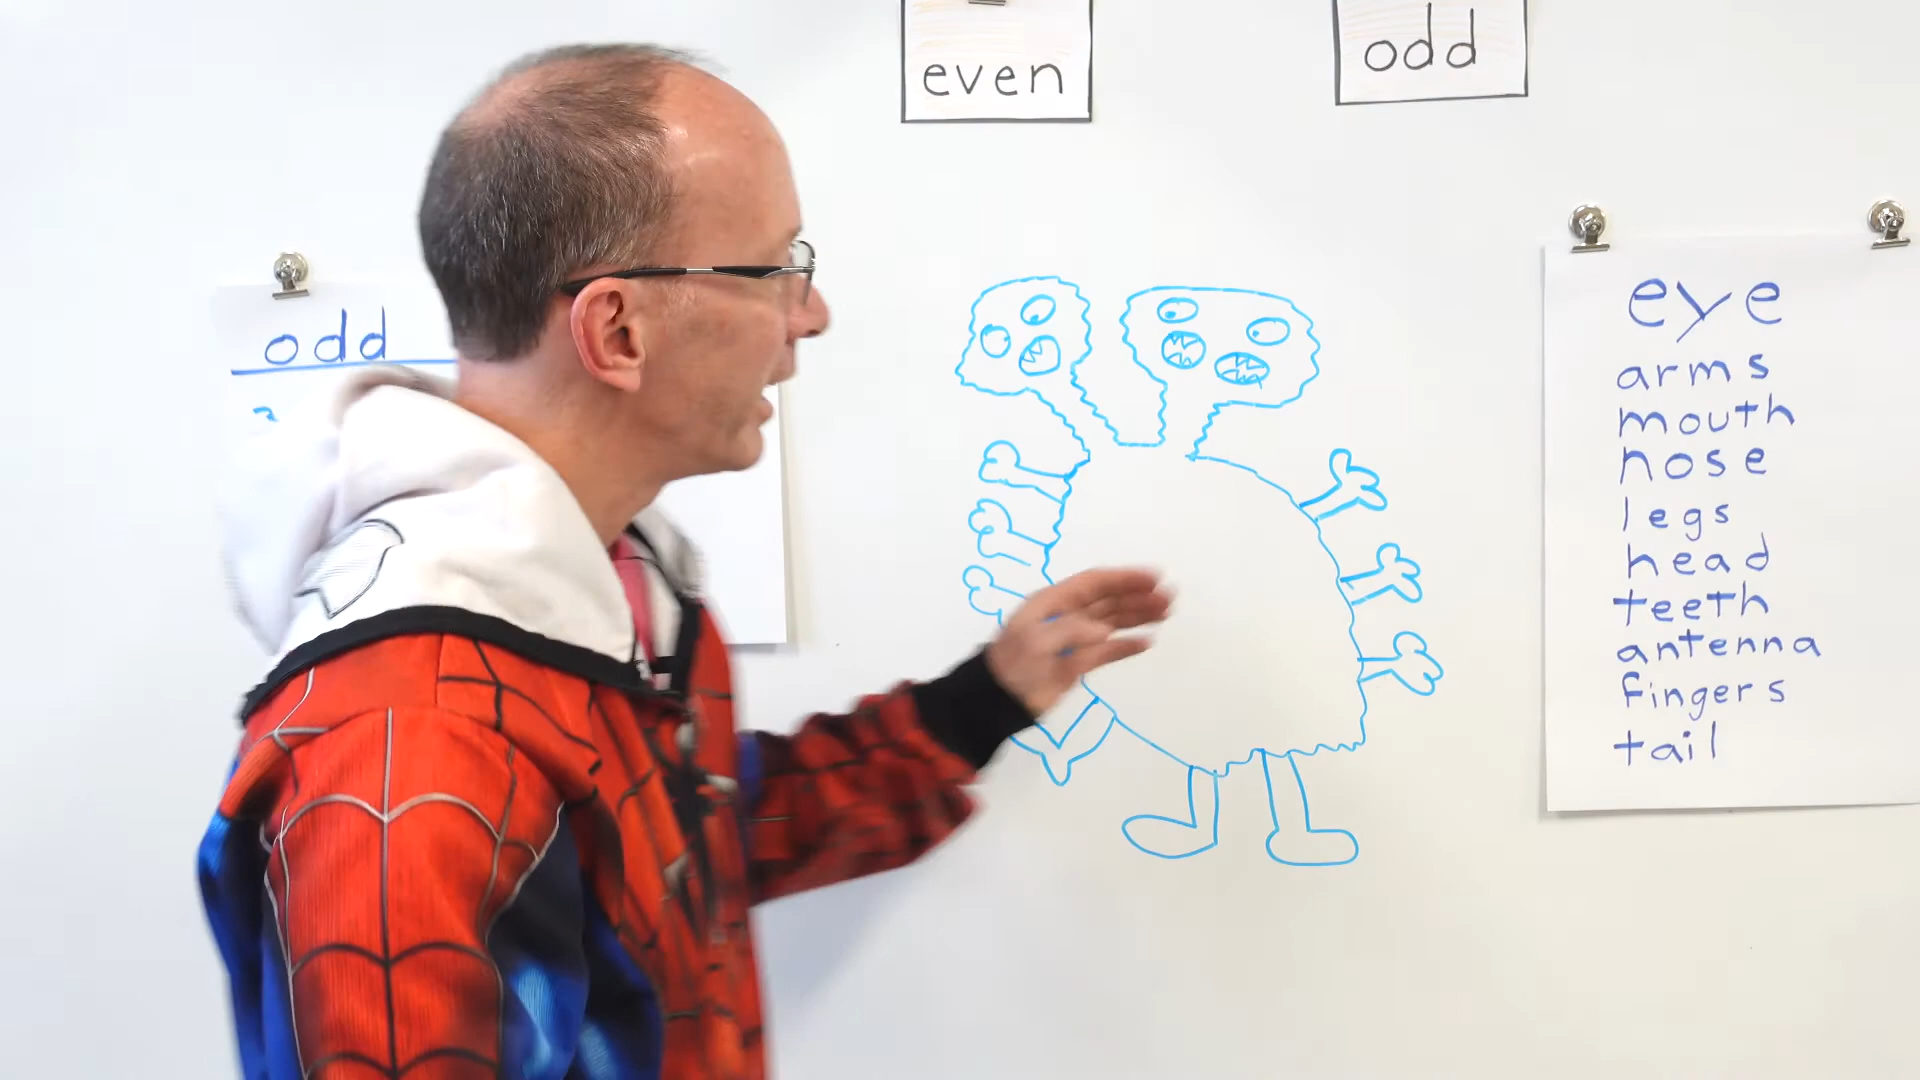 even
odd
odd
eye
arms
mouth
nose
legs
head
teeth
antenna
fingers
tail